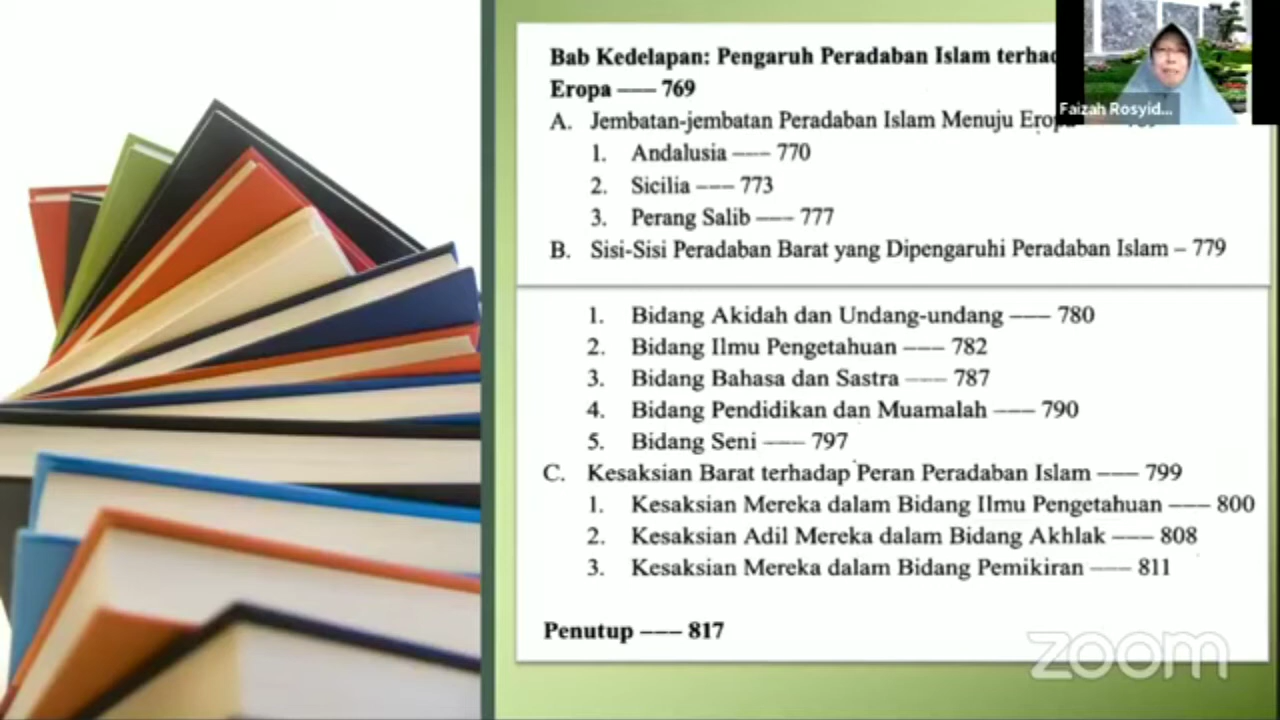 Bab Kedelapan: Pengaruh Peradaban Islam
Eropa —– 769
A. Jembatan-jembatan Peradaban Islam Menuju
1. Andalusia —– 770
2. Sicilia —– 773
3. Perang Salib —– 777
B. Sisi-Sisi Peradaban Barat yang Dipengaruhi Peradaban Islam – 779
1. Bidang Akidah dan Undang-undang —– 780
2. Bidang Ilmu Pengetahuan —– 782
3. Bidang Bahasa dan Sastra —– 787
4. Bidang Pendidikan dan Muamalah —– 790
5. Bidang Seni —– 797
C. Kesaksian Barat terhadap Peran Peradaban Islam —– 799
1. Kesaksian Mereka dalam Bidang Ilmu Pengetahuan —– 800
2. Kesaksian Adil Mereka dalam Bidang Akhlak —– 808
3. Kesaksian Mereka dalam Bidang Pemikiran —– 811
Penutup —– 817
Faizah Rosyid...
zoom